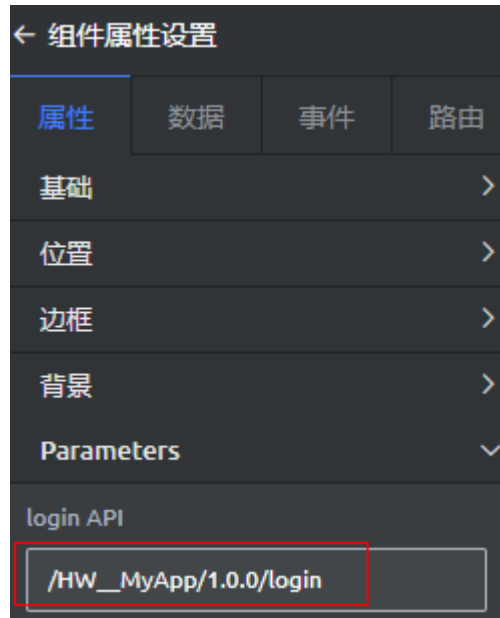 ← 组件属性设置
属性 数据 事件 路由
基础
位置
边框
背景
Parameters
login API
/HW__MyApp/1.0.0/login